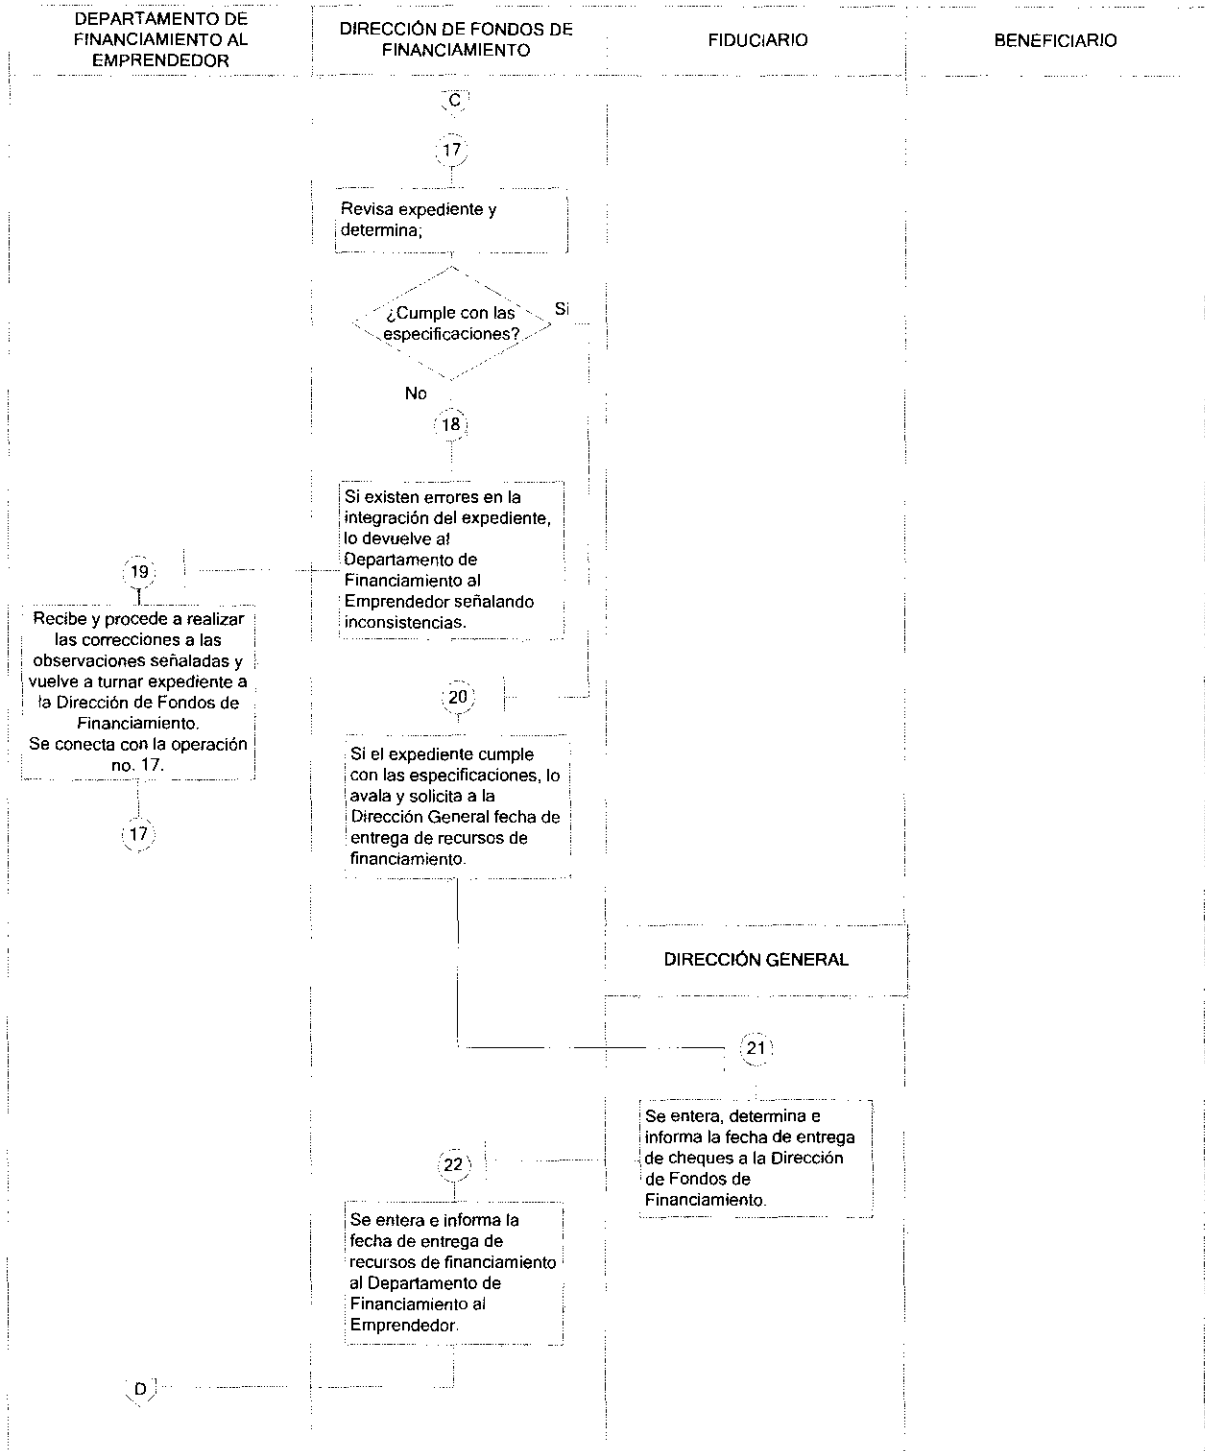 DEPARTAMENTO DE
FINANCIAMIENTO AL
EMPRENDEDOR
DIRECCIÓN DE FONDOS DE
FINANCIAMIENTO
FIDUCIARIO
BENEFICIARIO
C
17
Revisa expediente y
determina;
¿Cumple con las
especificaciones?
Si
No
18
Si existen errores en la
integración del expediente,
lo devuelve al
Departamento de
Financiamiento al
Emprendedor señalando
inconsistencias.
19
Recibe y procede a realizar
las correcciones a las
observaciones señaladas y
vuelve a turnar expediente a
la Dirección de Fondos de
Financiamiento.
Se conecta con la operación
no. 17.
17
20
Si el expediente cumple
con las especificaciones, lo
avala y solicita a la
Dirección General fecha de
entrega de recursos de
financiamiento.
DIRECCIÓN GENERAL
21
Se entera, determina e
informa la fecha de entrega
de cheques a la Dirección
de Fondos de
Financiamiento.
22
Se entera e informa la
fecha de entrega de
recursos de financiamiento
al Departamento de
Financiamiento al
Emprendedor.
D